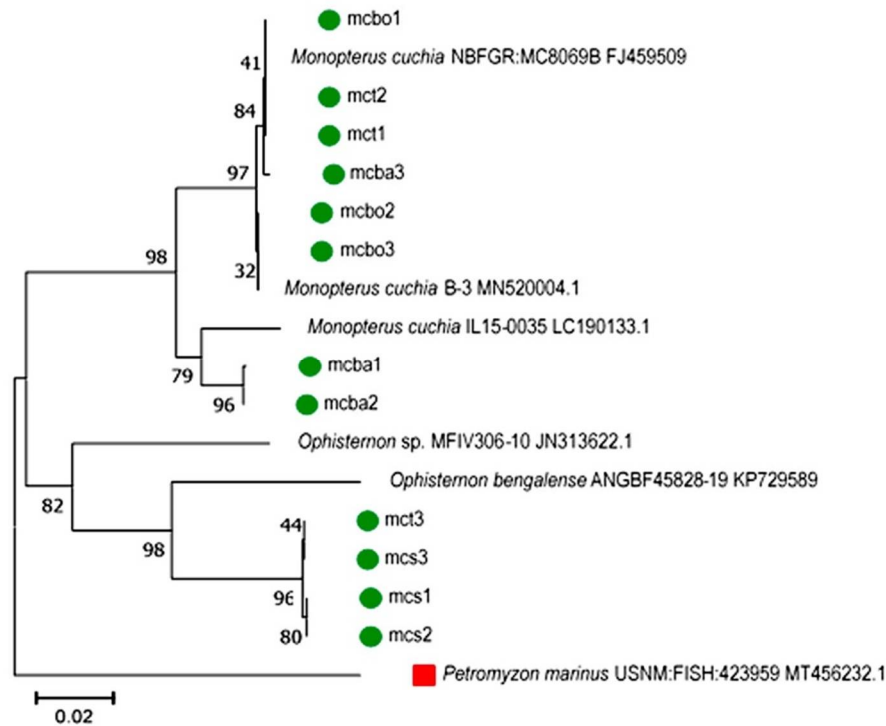 mcbo1
Monopterus cuchia NBFGR:MC8069B FJ459509
41
mct2
84
mct1
97
mcba3
mcbo2
mcbo3
98
32
Monopterus cuchia B-3 MN520004.1
Monopterus cuchia IL15-0035 LC190133.1
mcba1
79
96
mcba2
Ophisternon sp. MFIV306-10 JN313622.1
Ophisternon bengalense ANGBF45828-19 KP729589
82
44
mct3
98
mcs3
96
mcs1
80
mcs2
Petromyzon marinus USNM:FISH:423959 MT456232.1
0.02